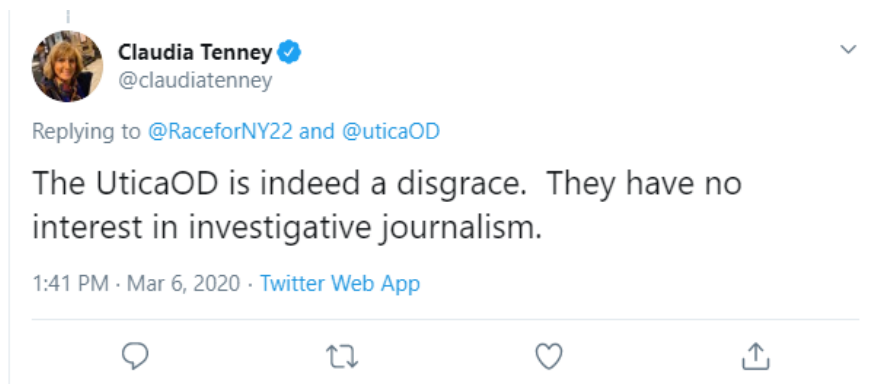 Claudia Tenney
@claudiatenney
Replying to @RaceforNY22 and @uticaOD
The UticaOD is indeed a disgrace.  They have no
interest in investigative journalism.
1:41 PM · Mar 6, 2020 · Twitter Web App